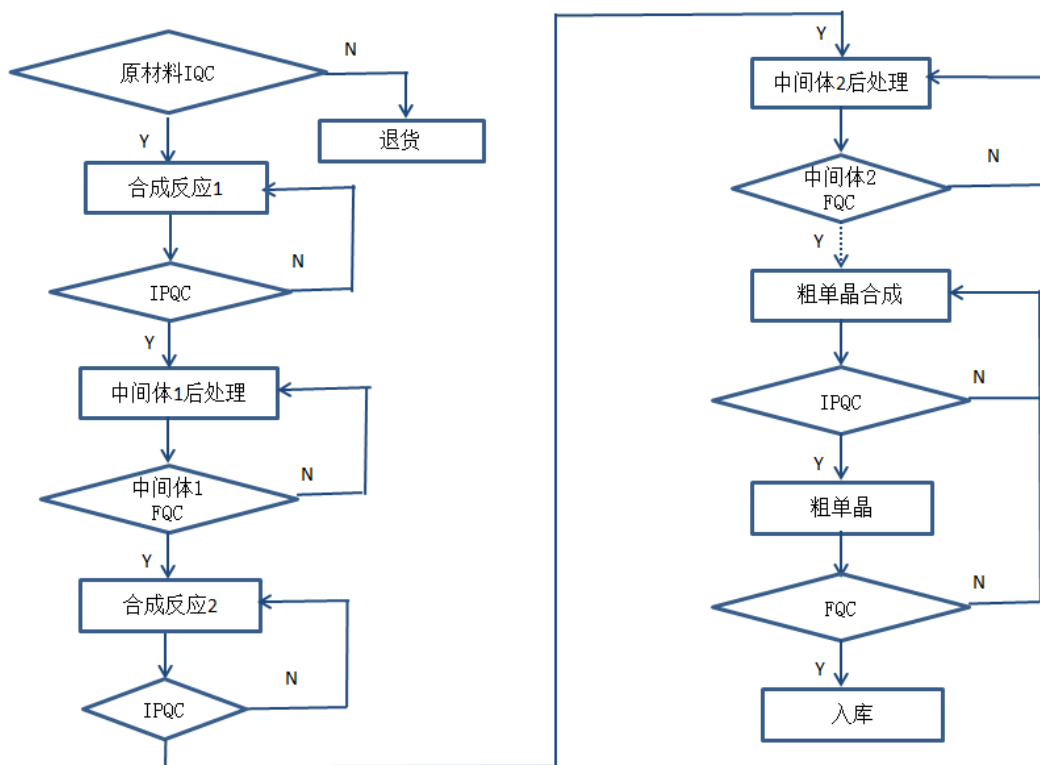 原材料IQC
N
退货
Y
合成反应1
N
IPQC
Y
中间体1后处理
N
中间体1
FQC
Y
合成反应2
N
IPQC
Y
中间体2后处理
N
中间体2
FQC
Y
粗单晶合成
N
IPQC
Y
粗单晶
N
FQC
Y
入库